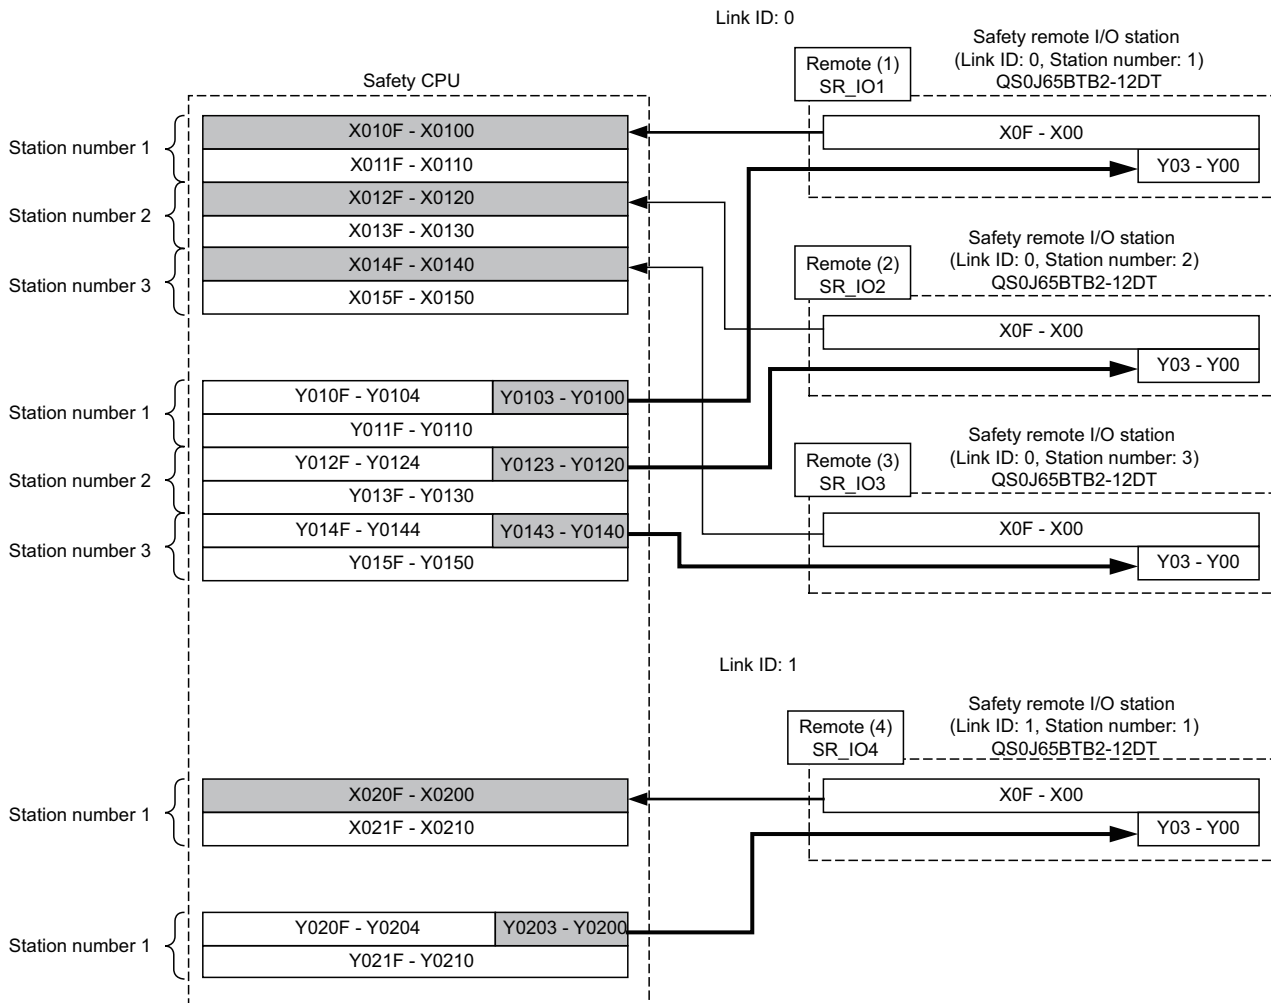 Link ID: 0
Safety CPU
Station number 1
X010F - X0100
X011F - X0110
Station number 2
X012F - X0120
X013F - X0130
Station number 3
X014F - X0140
X015F - X0150
Station number 1
Y010F - Y0104 Y0103 - Y0100
Y011F - Y0110
Station number 2
Y012F - Y0124 Y0123 - Y0120
Y013F - Y0130
Station number 3
Y014F - Y0144 Y0143 - Y0140
Y015F - Y0150
Remote (1)
SR_IO1
Safety remote I/O station
(Link ID: 0, Station number: 1)
QS0J65BTB2-12DT
X0F - X00
Y03 - Y00
Remote (2)
SR_IO2
Safety remote I/O station
(Link ID: 0, Station number: 2)
QS0J65BTB2-12DT
X0F - X00
Y03 - Y00
Remote (3)
SR_IO3
Safety remote I/O station
(Link ID: 0, Station number: 3)
QS0J65BTB2-12DT
X0F - X00
Y03 - Y00
Link ID: 1
Station number 1
X020F - X0200
X021F - X0210
Station number 1
Y020F - Y0204 Y0203 - Y0200
Y021F - Y0210
Remote (4)
SR_IO4
Safety remote I/O station
(Link ID: 1, Station number: 1)
QS0J65BTB2-12DT
X0F - X00
Y03 - Y00